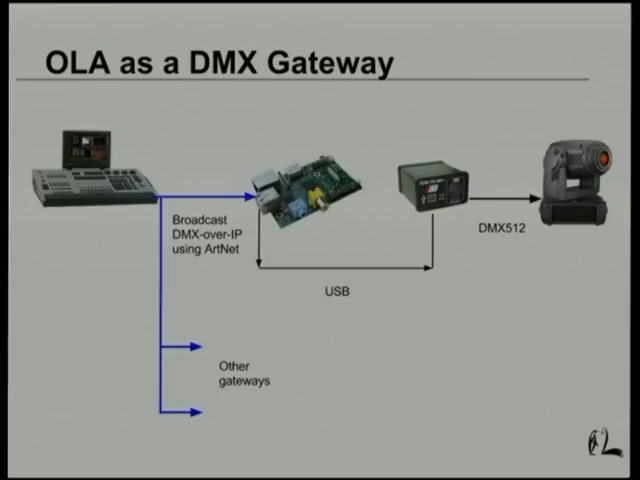 OLA as a DMX Gateway
Broadcast
DMX-over-IP
using ArtNet
DMX512
USB
Other
gateways